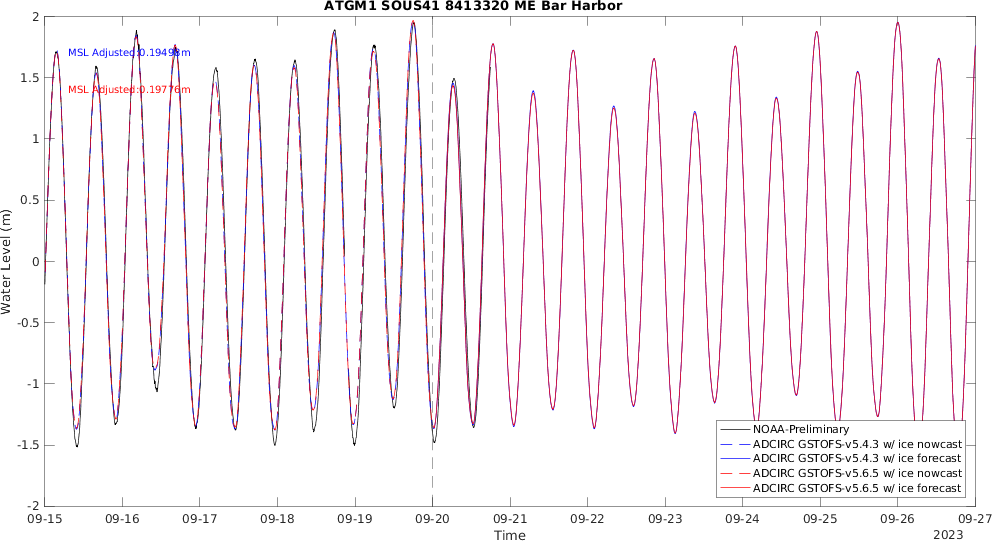 ATGM1 SOUS41 8413320 ME Bar Harbor
MSL Adjusted:0.19493m
MSL Adjusted:0.19776m
Water Level (m)
2
1.5
1
0.5
0
-0.5
-1
-1.5
-2
NOAA-Preliminary
ADCIRC GSTOFS-v5.4.3 w/ ice nowcast
ADCIRC GSTOFS-v5.4.3 w/ ice forecast
ADCIRC GSTOFS-v5.6.5 w/ ice nowcast
ADCIRC GSTOFS-v5.6.5 w/ ice forecast
09-15 09-16 09-17 09-18 09-19 09-20 09-21 09-22 09-23 09-24 09-25 09-26 09-27
Time
2023